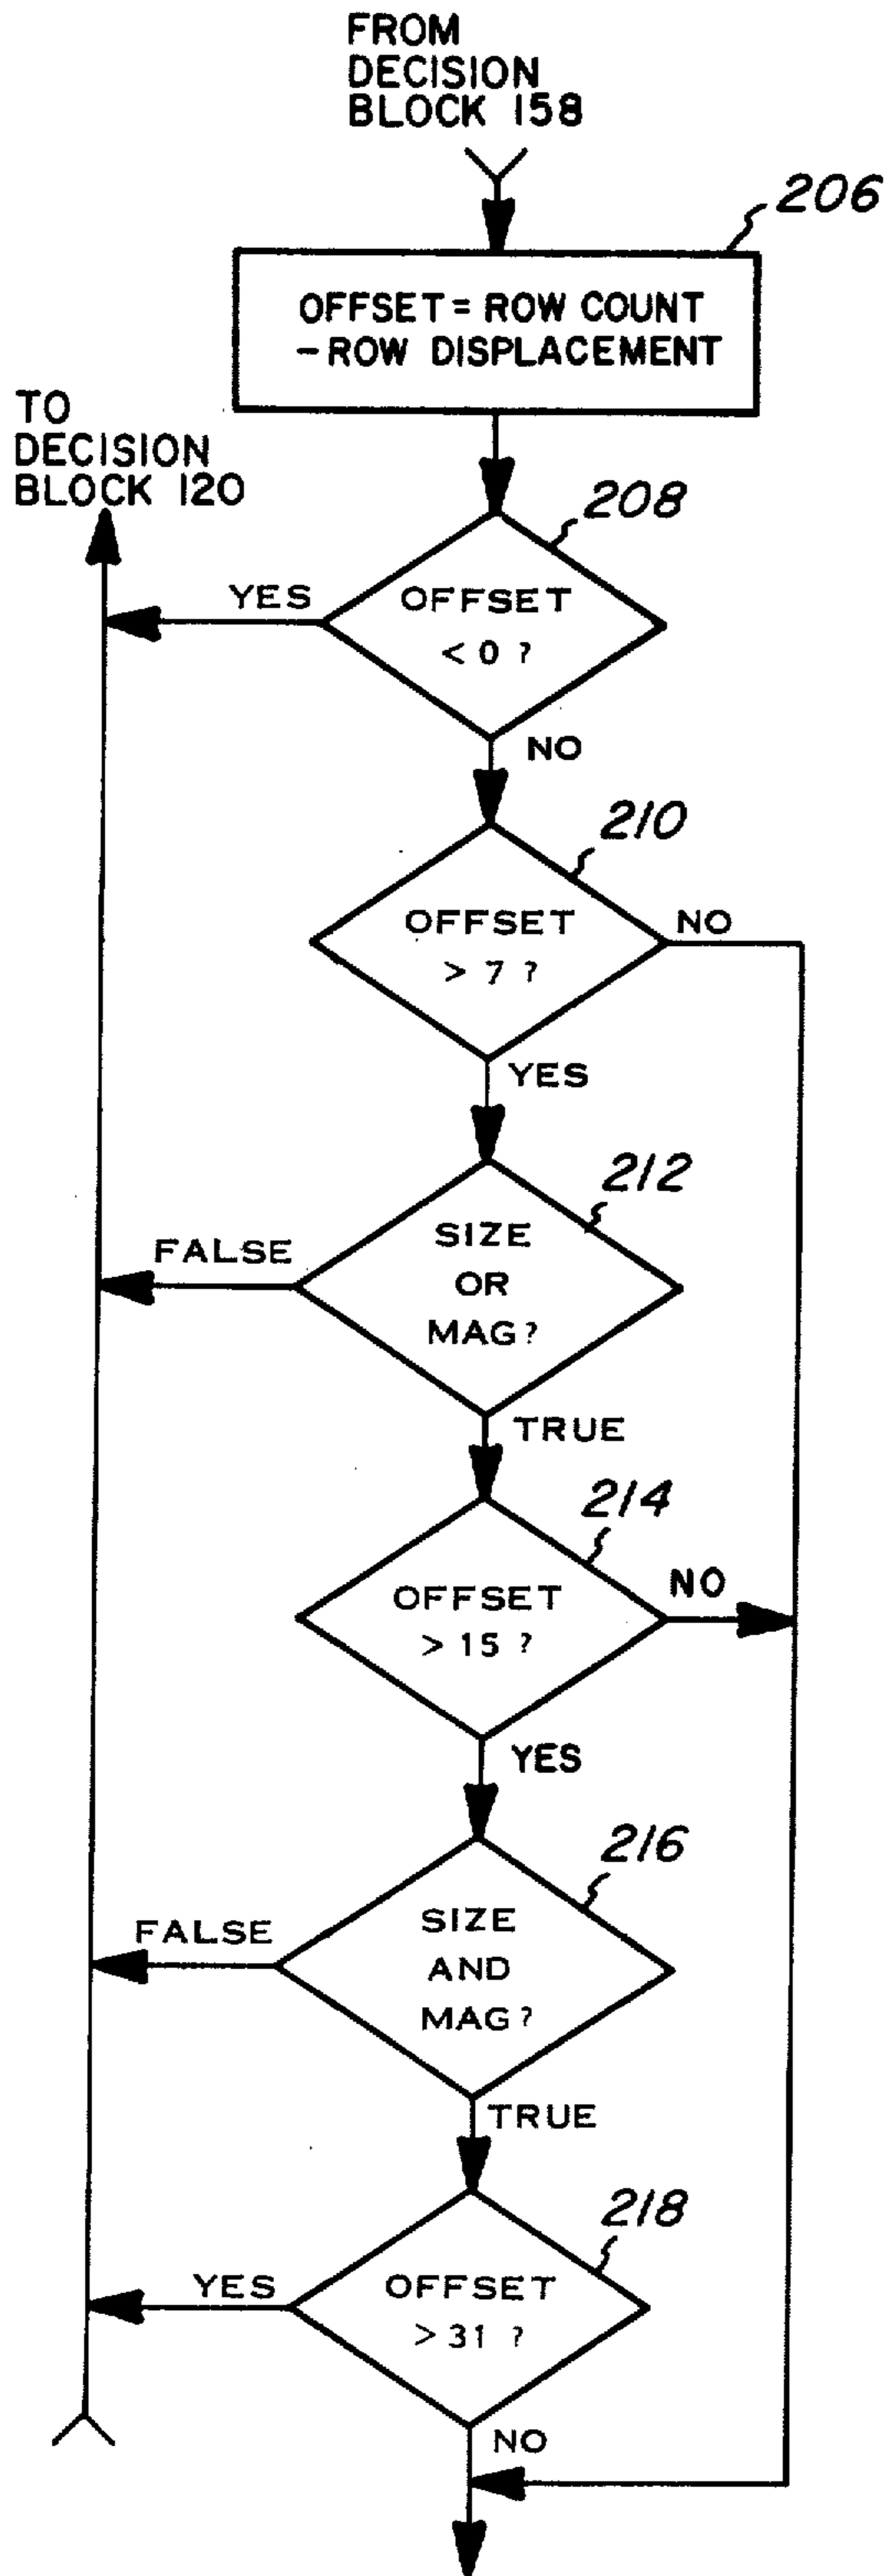 FROM
DECISION
BLOCK 158
206
OFFSET = ROW COUNT
- ROW DISPLACEMENT
TO
DECISION
BLOCK 120
208
YES
OFFSET
< 0 ?
NO
210
OFFSET
> 7 ?
NO
YES
212
SIZE
OR
MAG?
FALSE
TRUE
214
OFFSET
> 15 ?
NO
YES
216
SIZE
AND
MAG?
FALSE
TRUE
218
YES
OFFSET
> 31 ?
NO